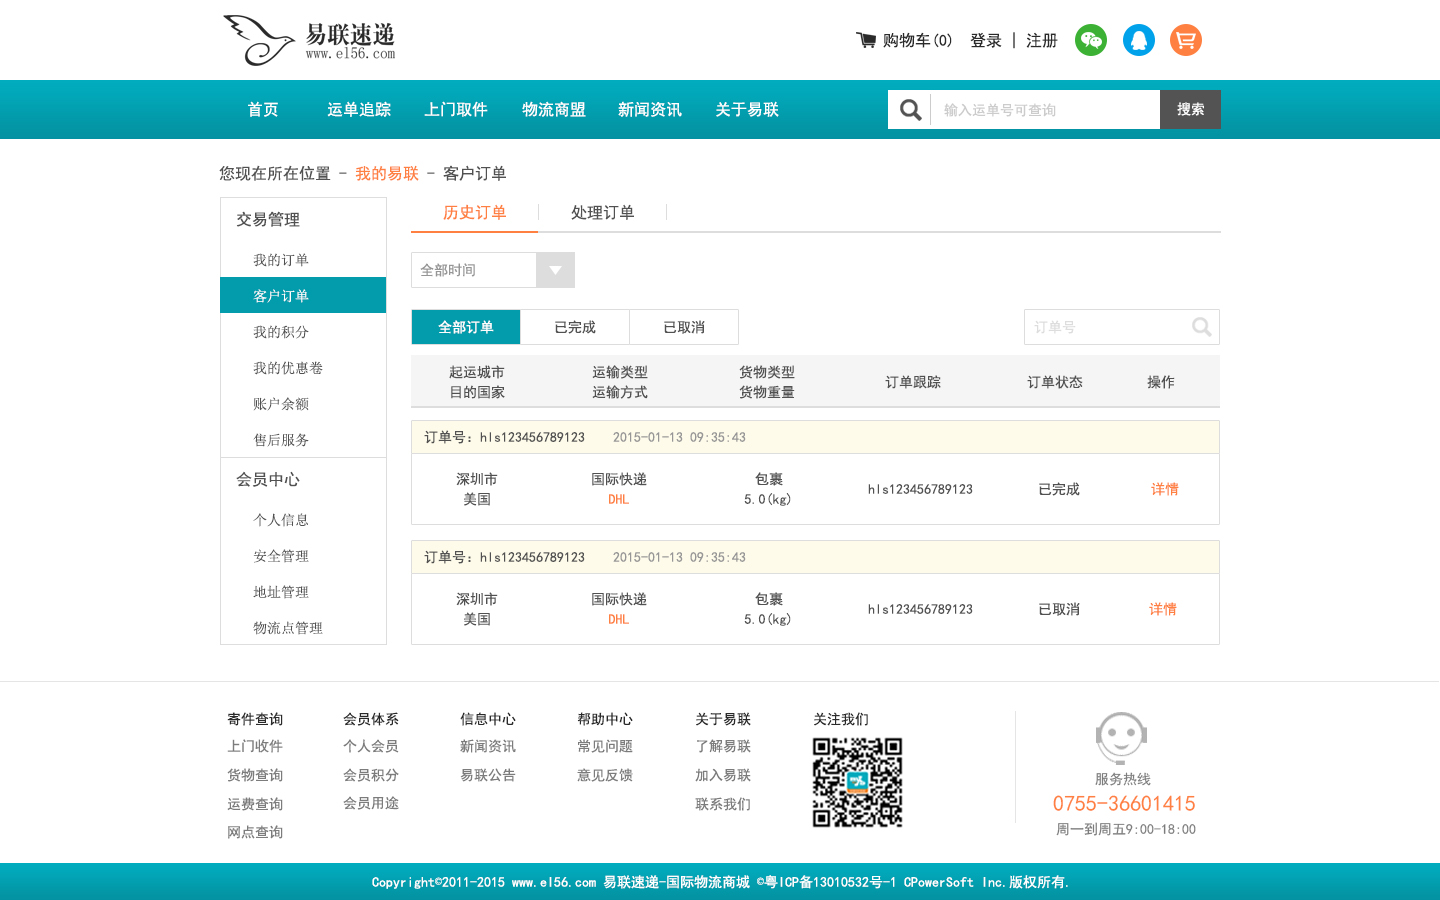 易联速递
www.el56.com
购物车(0) 登录 | 注册
首页 运单追踪 上门取件 物流商盟 新闻资讯 关于易联
输入运单号可查询 搜索
您现在所在位置 - 我的易联 - 客户订单
交易管理
我的订单
客户订单
我的积分
我的优惠卷
账户余额
售后服务
会员中心
个人信息
安全管理
地址管理
物流点管理
历史订单 处理订单
全部时间
全部订单 已完成 已取消
订单号
起运城市 运输类型 货物类型
目的国家 运输方式 货物重量
订单跟踪 订单状态 操作
订单号：hls123456789123 2015-01-13 09:35:43
深圳市 国际快递 包裹
美国 DHL 5.0(kg)
hls123456789123 已完成 详情
订单号：hls123456789123 2015-01-13 09:35:43
深圳市 国际快递 包裹
美国 DHL 5.0(kg)
hls123456789123 已取消 详情
寄件查询
上门收件
货物查询
运费查询
网点查询
会员体系
个人会员
会员积分
会员用途
信息中心
新闻资讯
易联公告
帮助中心
常见问题
意见反馈
关于易联
了解易联
加入易联
联系我们
关注我们
服务热线
0755-36601415
周一到周五9:00-18:00
Copyright©2011-2015 www.el56.com 易联速递-国际物流商城 ©粤ICP备13010532号-1 CPowerSoft Inc.版权所有.